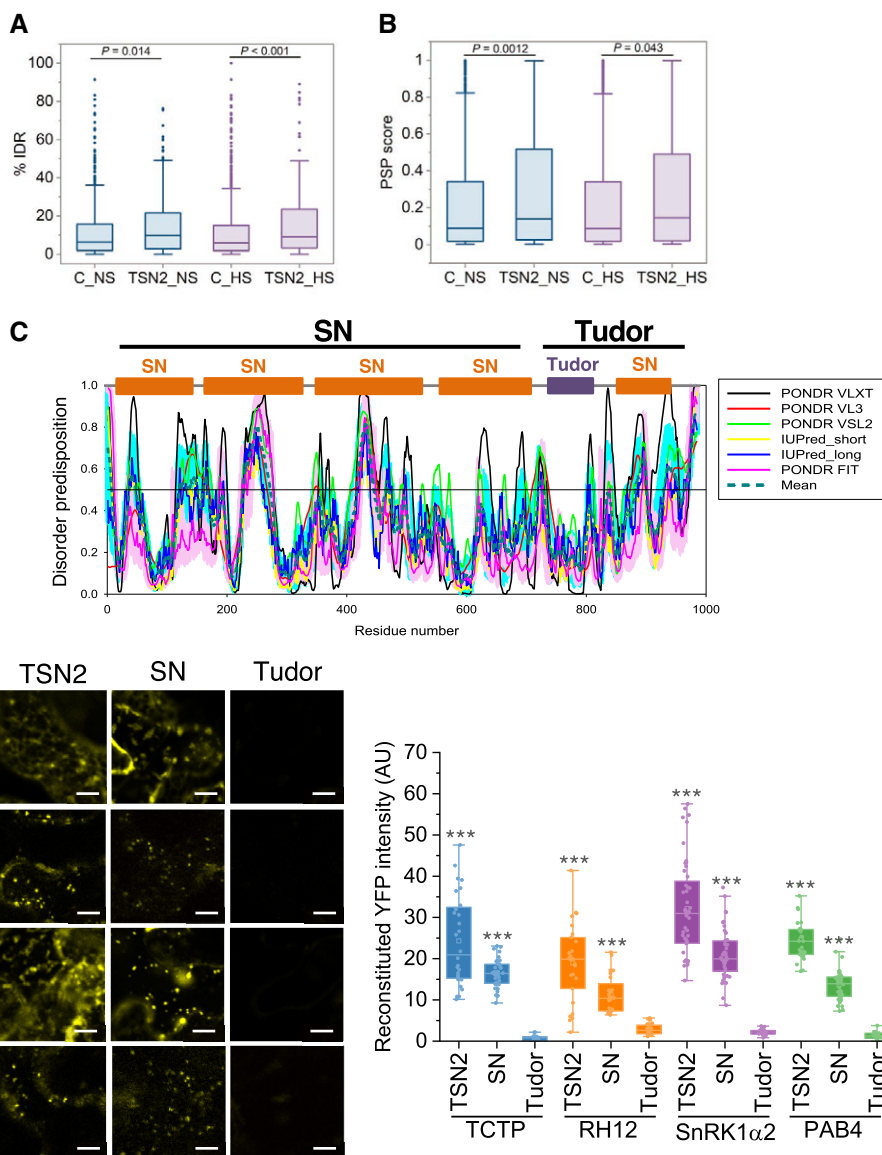 A
P = 0.014
P < 0.001
% IDR
100
80
60
40
20
0
C_NS
TSN2_NS
C_HS
TSN2_HS
B
P = 0.0012
P = 0.043
PSP score
1
0.8
0.6
0.4
0.2
0
C_NS
TSN2_NS
C_HS
TSN2_HS
C
SN
Tudor
SN
SN
SN
SN
Tudor
SN
Disorder predisposition
1.0
0.8
0.6
0.4
0.2
0.0
0
200
400
600
800
1000
Residue number
PONDR VLXT
PONDR VL3
PONDR VSL2
IUPred_short
IUPred_long
PONDR FIT
Mean
TSN2
SN
Tudor
Reconstituted YFP intensity (AU)
70
60
50
40
30
20
10
0
***
***
***
***
***
***
***
***
TSN2
SN
Tudor
TSN2
SN
Tudor
TSN2
SN
Tudor
TSN2
SN
Tudor
TCTP
RH12
SnRK1α2
PAB4